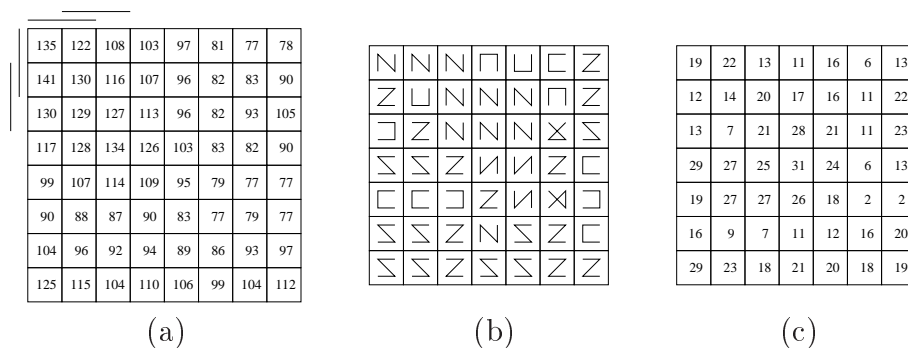 135 122 108 103 97 81 77 78
141 130 116 107 96 82 83 90
130 129 127 113 96 82 93 105
117 128 134 126 103 83 82 90
99 107 114 109 95 79 77 77
90 88 87 90 83 77 79 77
104 96 92 94 89 86 93 97
125 115 104 110 106 99 104 112
(a)
(b)
19 22 13 11 16 6 13
12 14 20 17 16 11 22
13 7 21 28 21 11 23
29 27 25 31 24 6 13
19 27 27 26 18 2 2
16 9 7 11 12 16 20
29 23 18 21 20 18 19
(c)